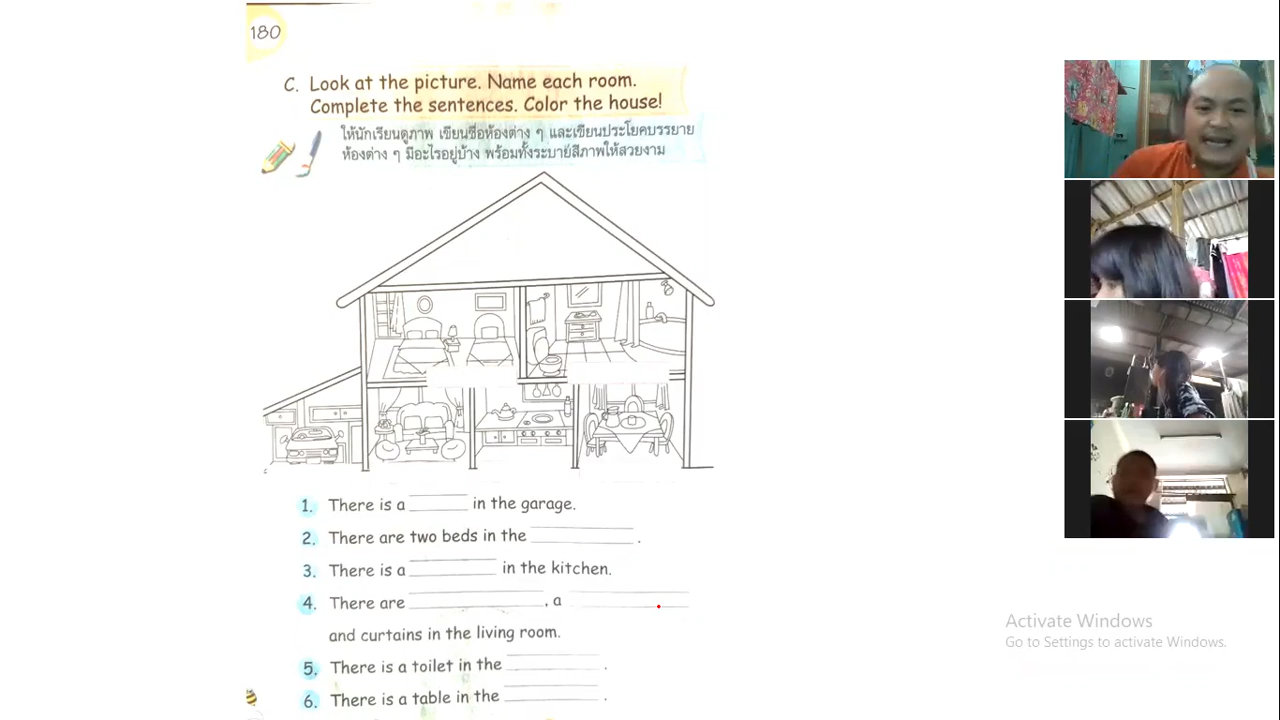 180
C. Look at the picture. Name each room.
Complete the sentences. Color the house!
ให้นักเรียนดูภาพ เขียนชื่อห้องต่าง ๆ และเขียนประโยคบรรยาย
ห้องต่าง ๆ มีอะไรอยู่บ้าง พร้อมทั้งระบายสีภาพให้สวยงาม
1. There is a ______ in the garage.
2. There are two beds in the ______ .
3. There is a ______ in the kitchen.
4. There are ______ , a ______
and curtains in the living room.
5. There is a toilet in the ______ .
6. There is a table in the ______ .
Activate Windows
Go to Settings to activate Windows.